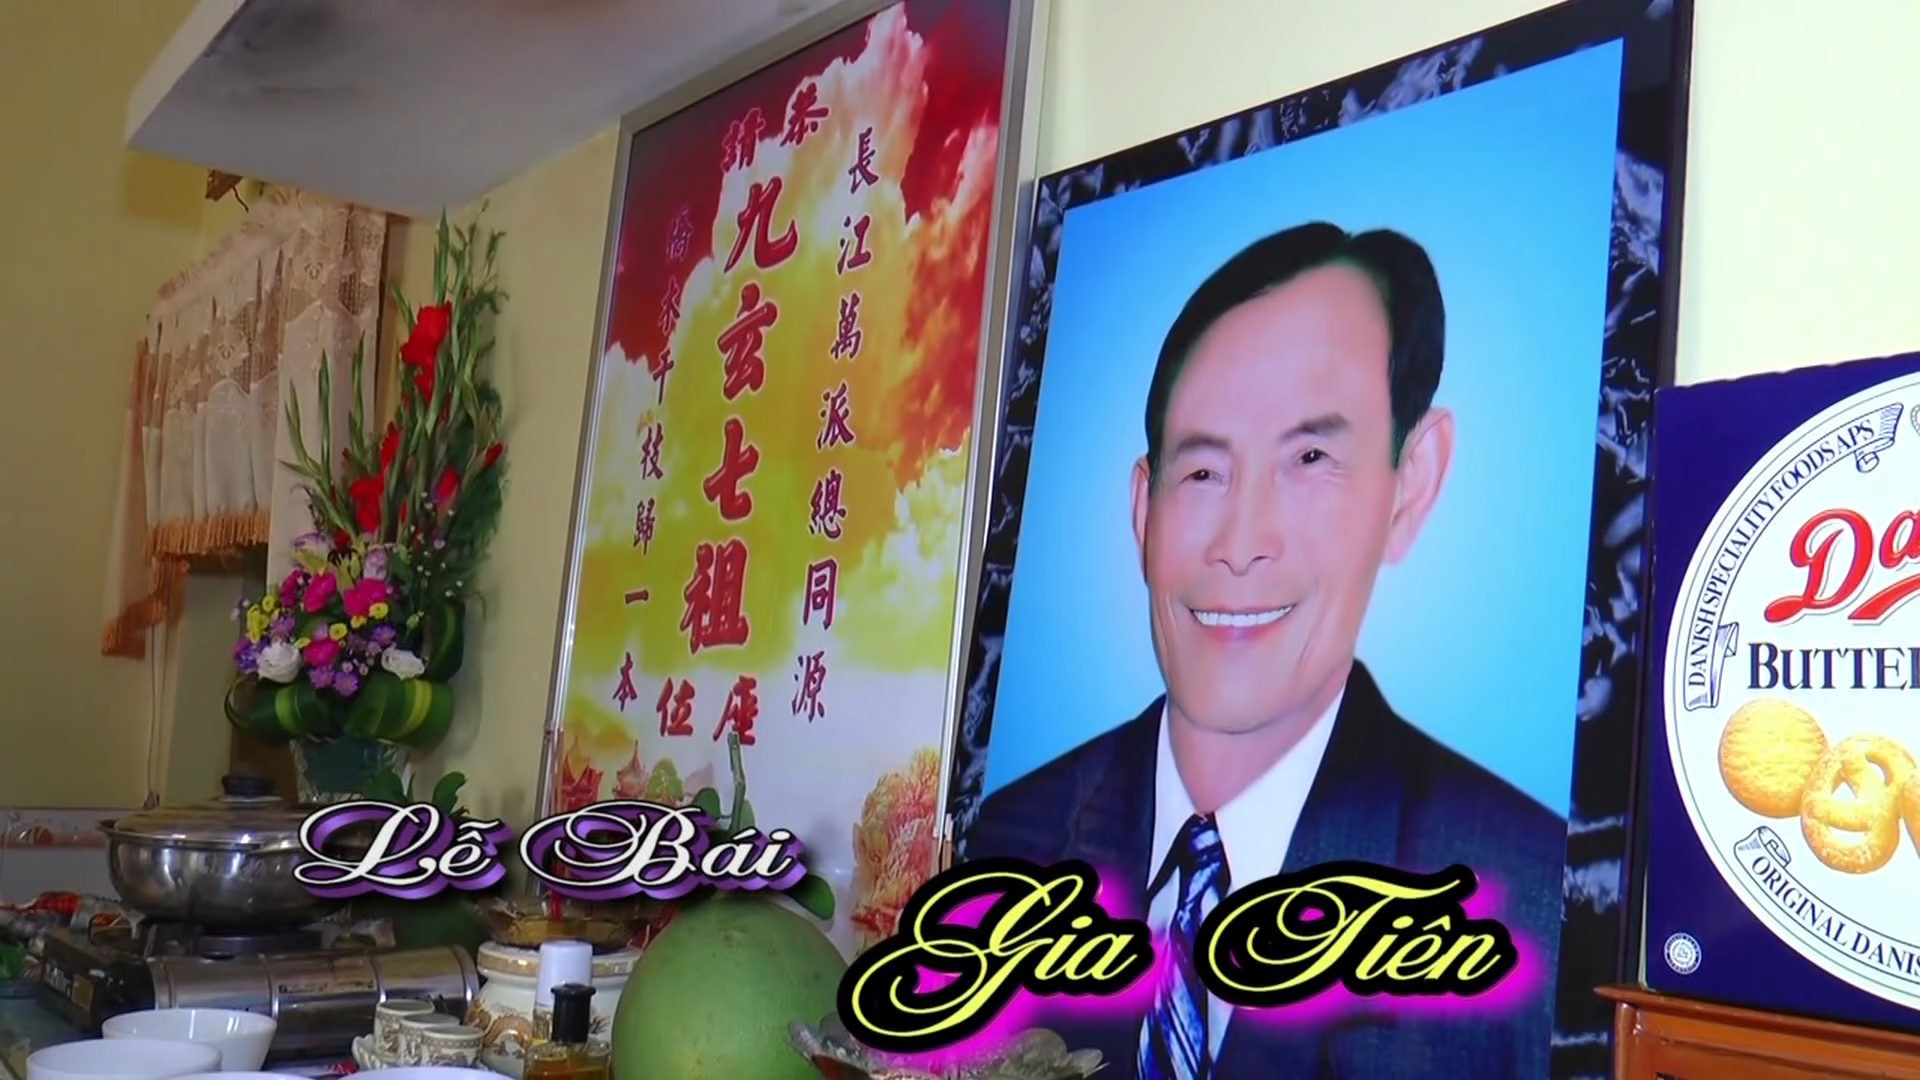 恭請
長江萬派總同源
九玄七祖
喬木千枝歸一本
座位
Lễ Bái
Gia Tiên
DANISH SPECIALITY FOODS APS
BUTTE
ORIGINAL DANIS